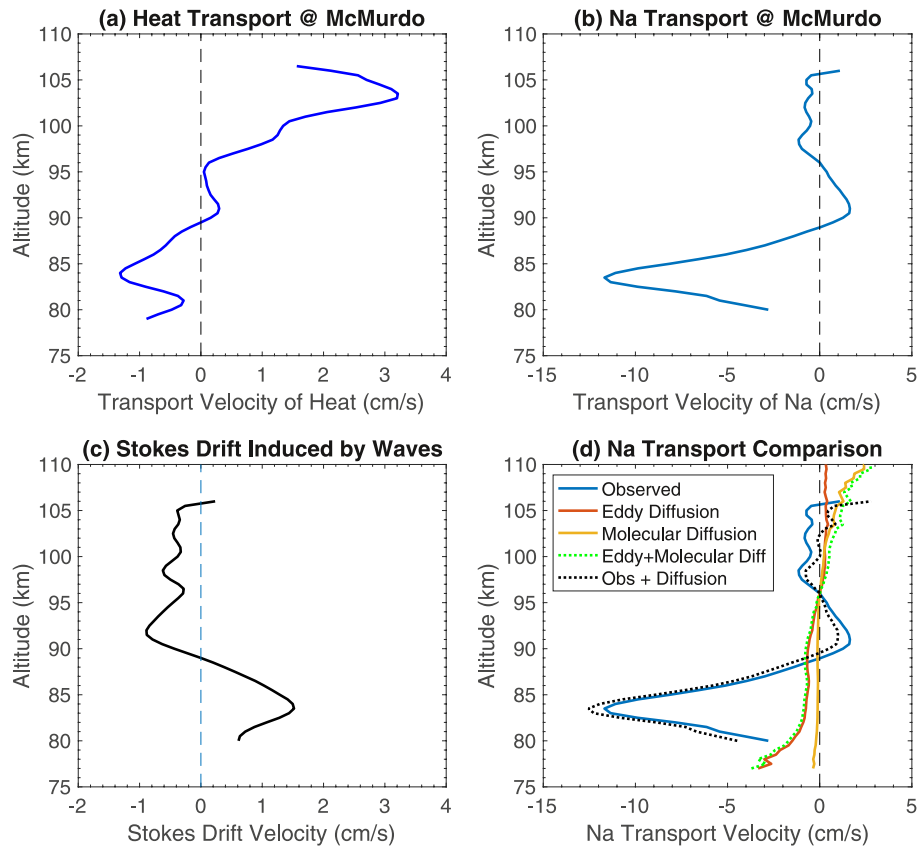 (a) Heat Transport @ McMurdo
110
105
100
95
90
85
80
75
Altitude (km)
-2 -1 0 1 2 3 4
Transport Velocity of Heat (cm/s)
(b) Na Transport @ McMurdo
110
105
100
95
90
85
80
75
Altitude (km)
-15 -10 -5 0 5
Transport Velocity of Na (cm/s)
(c) Stokes Drift Induced by Waves
110
105
100
95
90
85
80
75
Altitude (km)
-2 -1 0 1 2 3 4
Stokes Drift Velocity (cm/s)
(d) Na Transport Comparison
Observed
Eddy Diffusion
Molecular Diffusion
Eddy+Molecular Diff
Obs + Diffusion
110
105
100
95
90
85
80
75
Altitude (km)
-15 -10 -5 0 5
Na Transport Velocity (cm/s)